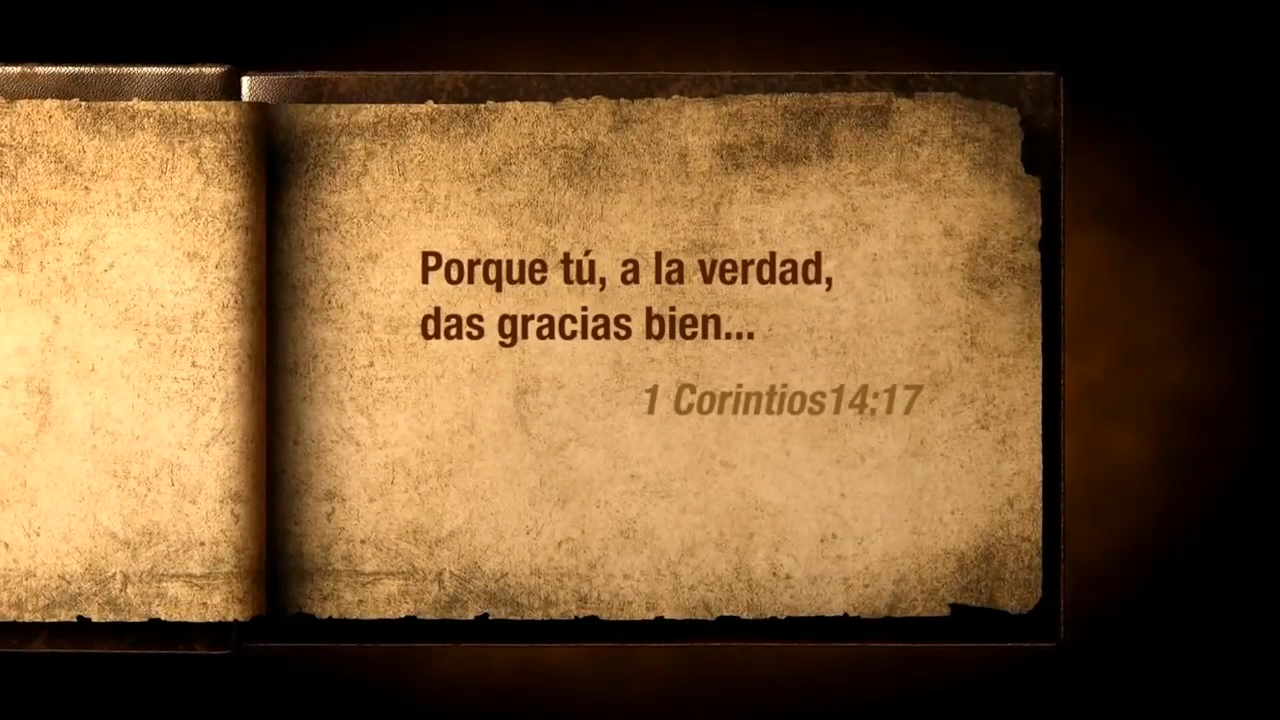 Porque tú, a la verdad,
das gracias bien...
1 Corintios14:17